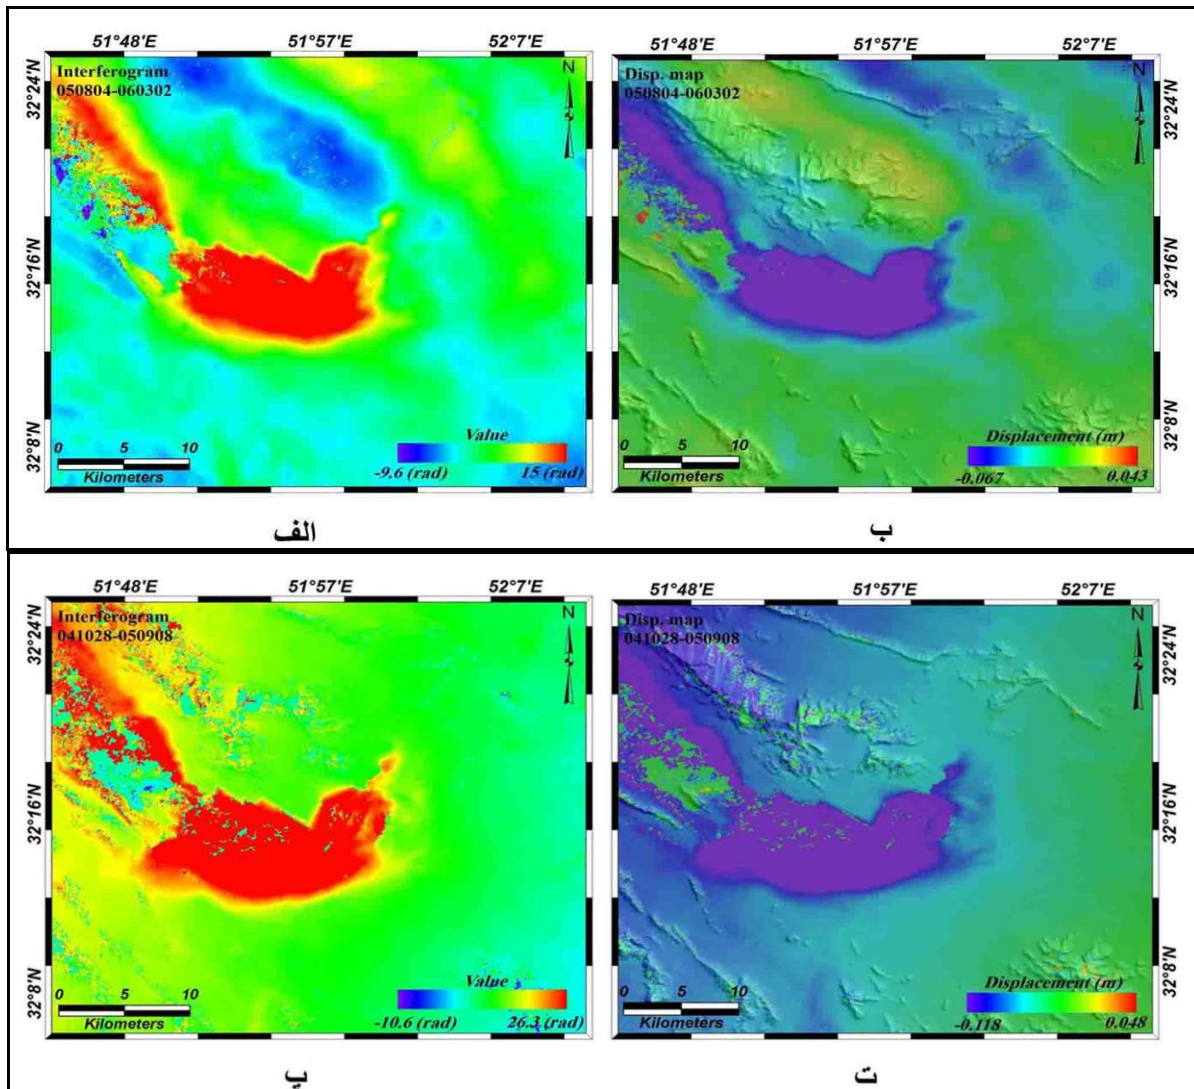 51°48'E 51°57'E 52°7'E
Interferogram
050804-060302
N
32°24'N
32°16'N
32°8'N
0 5 10
Kilometers
Value
-9.6 (rad) 15 (rad)
الف
51°48'E 51°57'E 52°7'E
Disp. map
050804-060302
N
32°24'N
32°16'N
32°8'N
0 5 10
Kilometers
Displacement (m)
-0.067 0.043
ب
51°48'E 51°57'E 52°7'E
Interferogram
041028-050908
N
32°24'N
32°16'N
32°8'N
0 5 10
Kilometers
Value
-10.6 (rad) 26.3 (rad)
پ
51°48'E 51°57'E 52°7'E
Disp. map
041028-050908
N
32°24'N
32°16'N
32°8'N
0 5 10
Kilometers
Displacement (m)
-0.118 0.048
ت